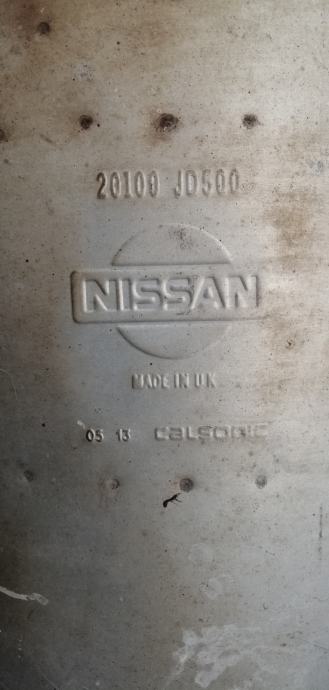 20100 JD500
NISSAN
MADE IN U K
05 13 CALSONIC